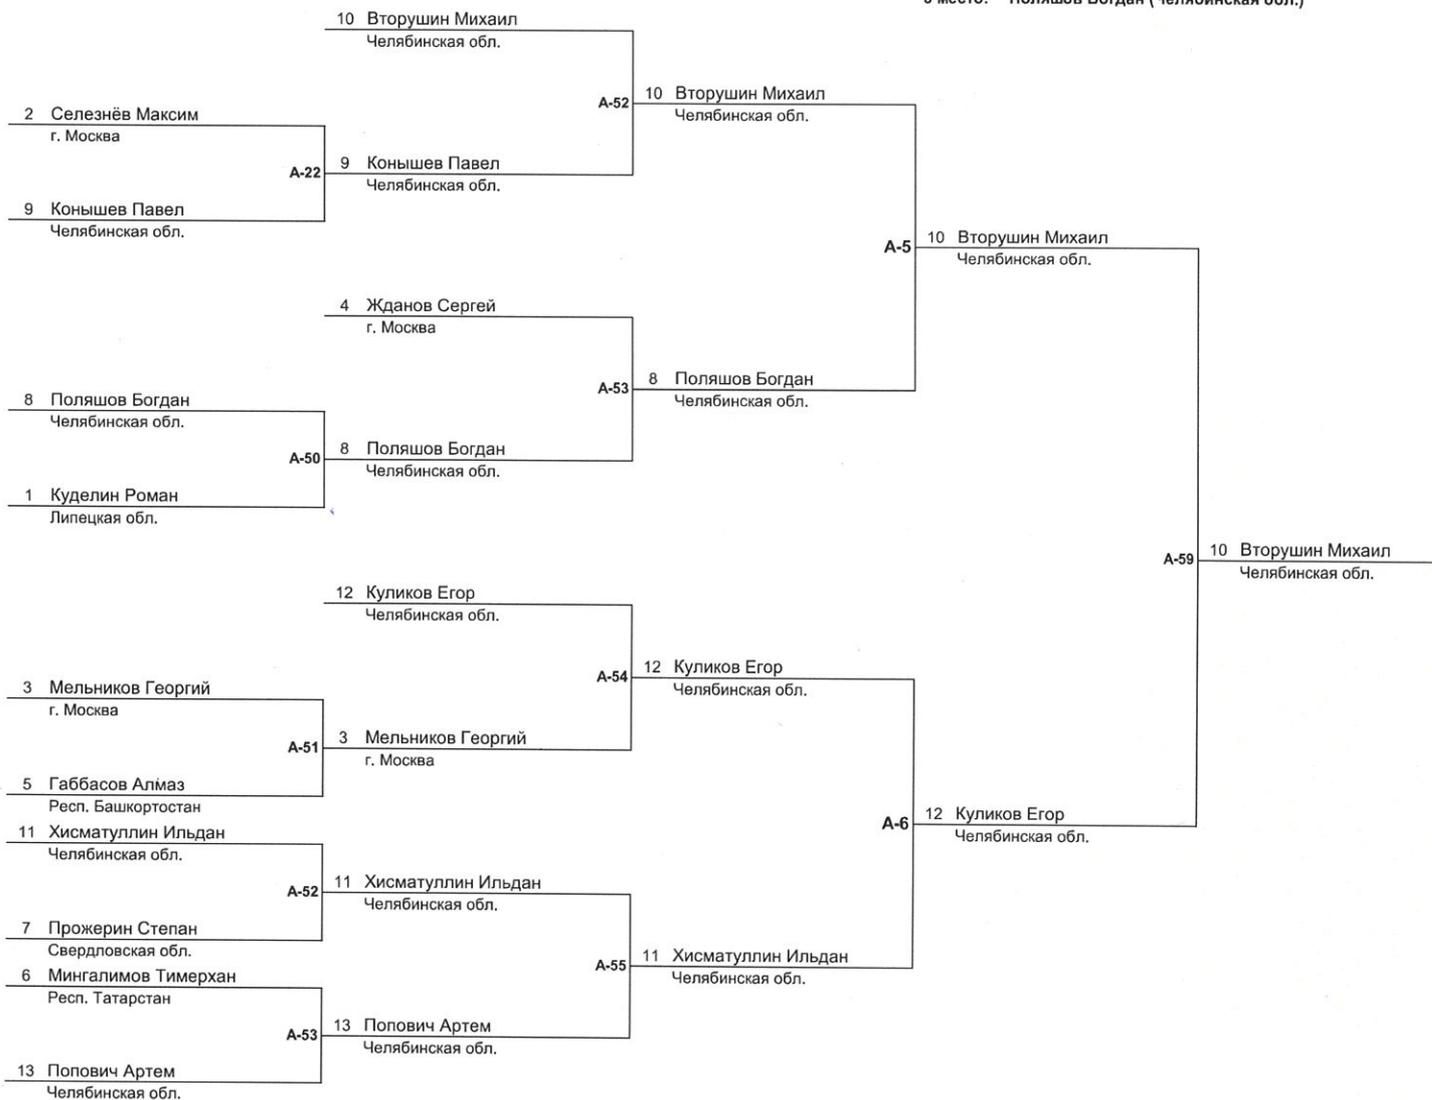 3 место: Поляшов Богдан (Челябинская обл.)
10 Вторушин Михаил
Челябинская обл.
А-52
10 Вторушин Михаил
Челябинская обл.
2 Селезнёв Максим
г. Москва
А-22
9 Конышев Павел
Челябинская обл.
9 Конышев Павел
Челябинская обл.
А-5
10 Вторушин Михаил
Челябинская обл.
4 Жданов Сергей
г. Москва
А-53
8 Поляшов Богдан
Челябинская обл.
8 Поляшов Богдан
Челябинская обл.
А-50
8 Поляшов Богдан
Челябинская обл.
1 Куделин Роман
Липецкая обл.
А-59
10 Вторушин Михаил
Челябинская обл.
12 Куликов Егор
Челябинская обл.
А-54
12 Куликов Егор
Челябинская обл.
3 Мельников Георгий
г. Москва
А-51
3 Мельников Георгий
г. Москва
5 Габбасов Алмаз
Респ. Башкортостан
А-6
12 Куликов Егор
Челябинская обл.
11 Хисматуллин Ильдан
Челябинская обл.
А-52
11 Хисматуллин Ильдан
Челябинская обл.
7 Прожерин Степан
Свердловская обл.
А-55
11 Хисматуллин Ильдан
Челябинская обл.
6 Мингалимов Тимерхан
Респ. Татарстан
А-53
13 Попович Артем
Челябинская обл.
13 Попович Артем
Челябинская обл.